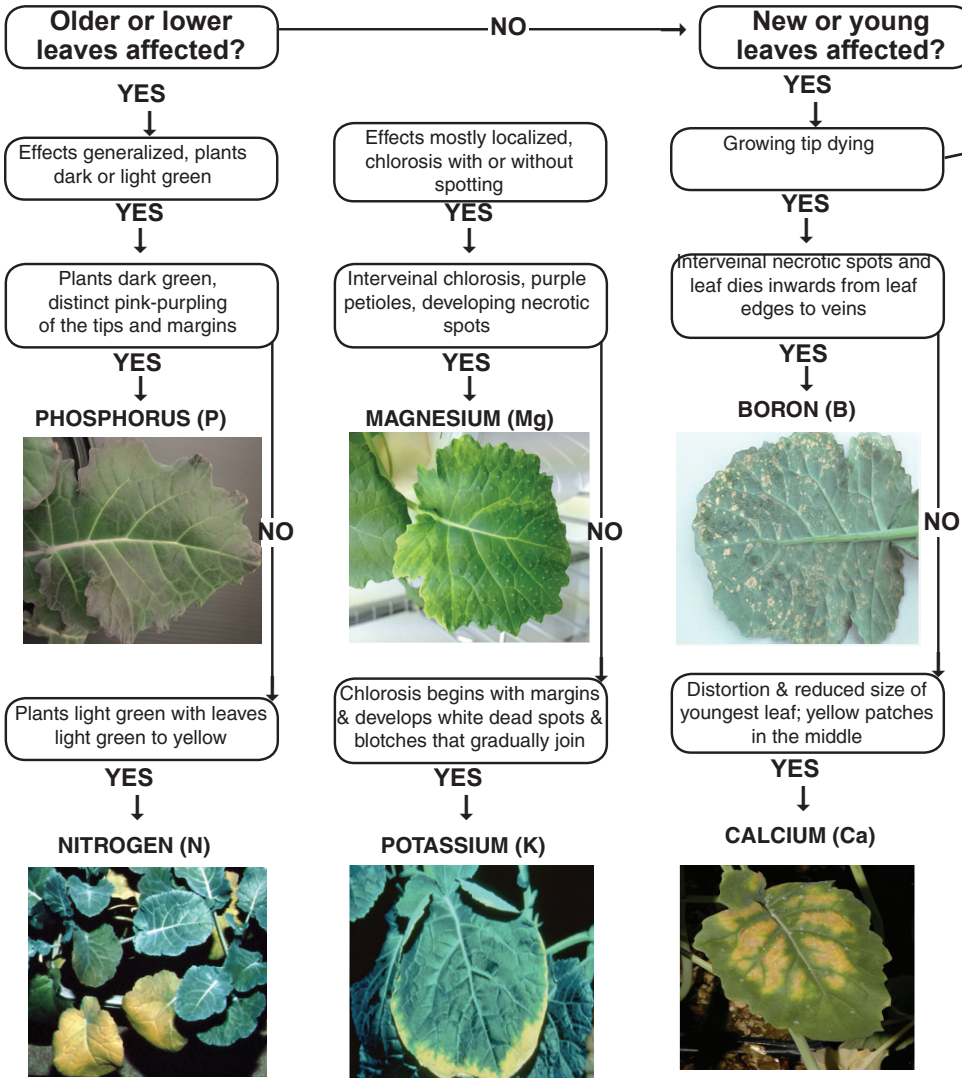 Older or lower
leaves affected?
NO
New or young
leaves affected?
YES
Effects generalized, plants
dark or light green
YES
Plants dark green,
distinct pink-purpling
of the tips and margins
YES
PHOSPHORUS (P)
NO
Plants light green with leaves
light green to yellow
YES
NITROGEN (N)
Effects mostly localized,
chlorosis with or without
spotting
YES
Interveinal chlorosis, purple
petioles, developing necrotic
spots
YES
MAGNESIUM (Mg)
NO
Chlorosis begins with margins
& develops white dead spots &
blotches that gradually join
YES
POTASSIUM (K)
YES
Growing tip dying
YES
Interveinal necrotic spots and
leaf dies inwards from leaf
edges to veins
YES
BORON (B)
NO
Distortion & reduced size of
youngest leaf; yellow patches
in the middle
YES
CALCIUM (Ca)